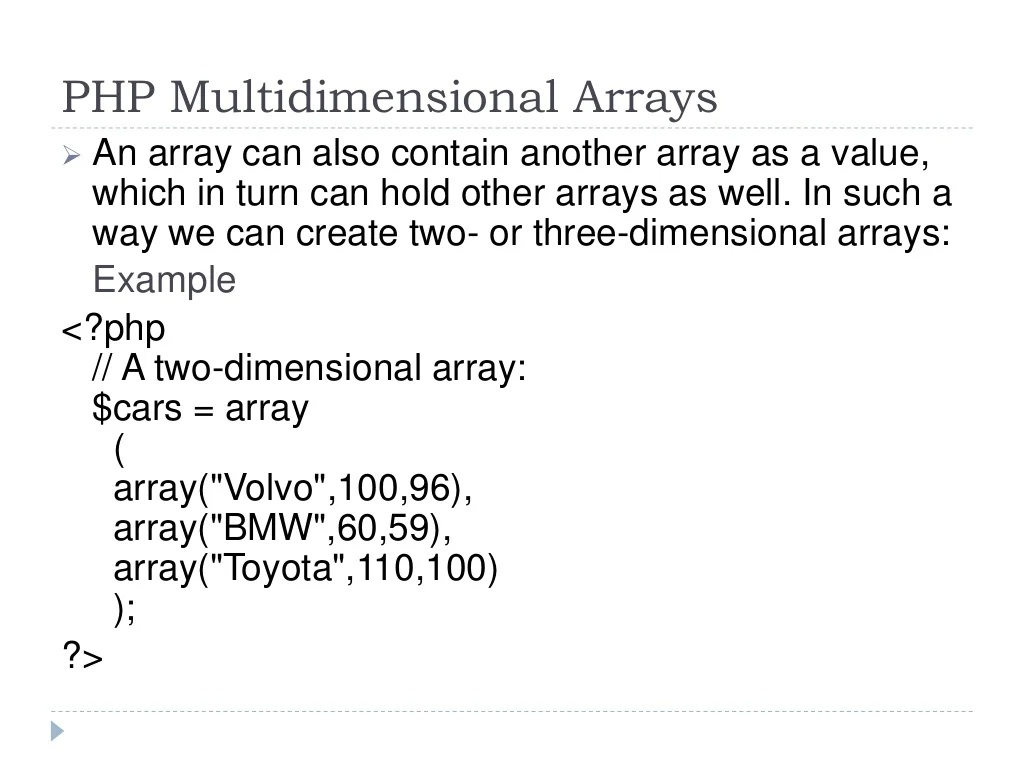 PHP Multidimensional Arrays
An array can also contain another array as a value,
which in turn can hold other arrays as well. In such a
way we can create two- or three-dimensional arrays:
Example
<?php
// A two-dimensional array:
$cars = array
(
array("Volvo",100,96),
array("BMW",60,59),
array("Toyota",110,100)
);
?>